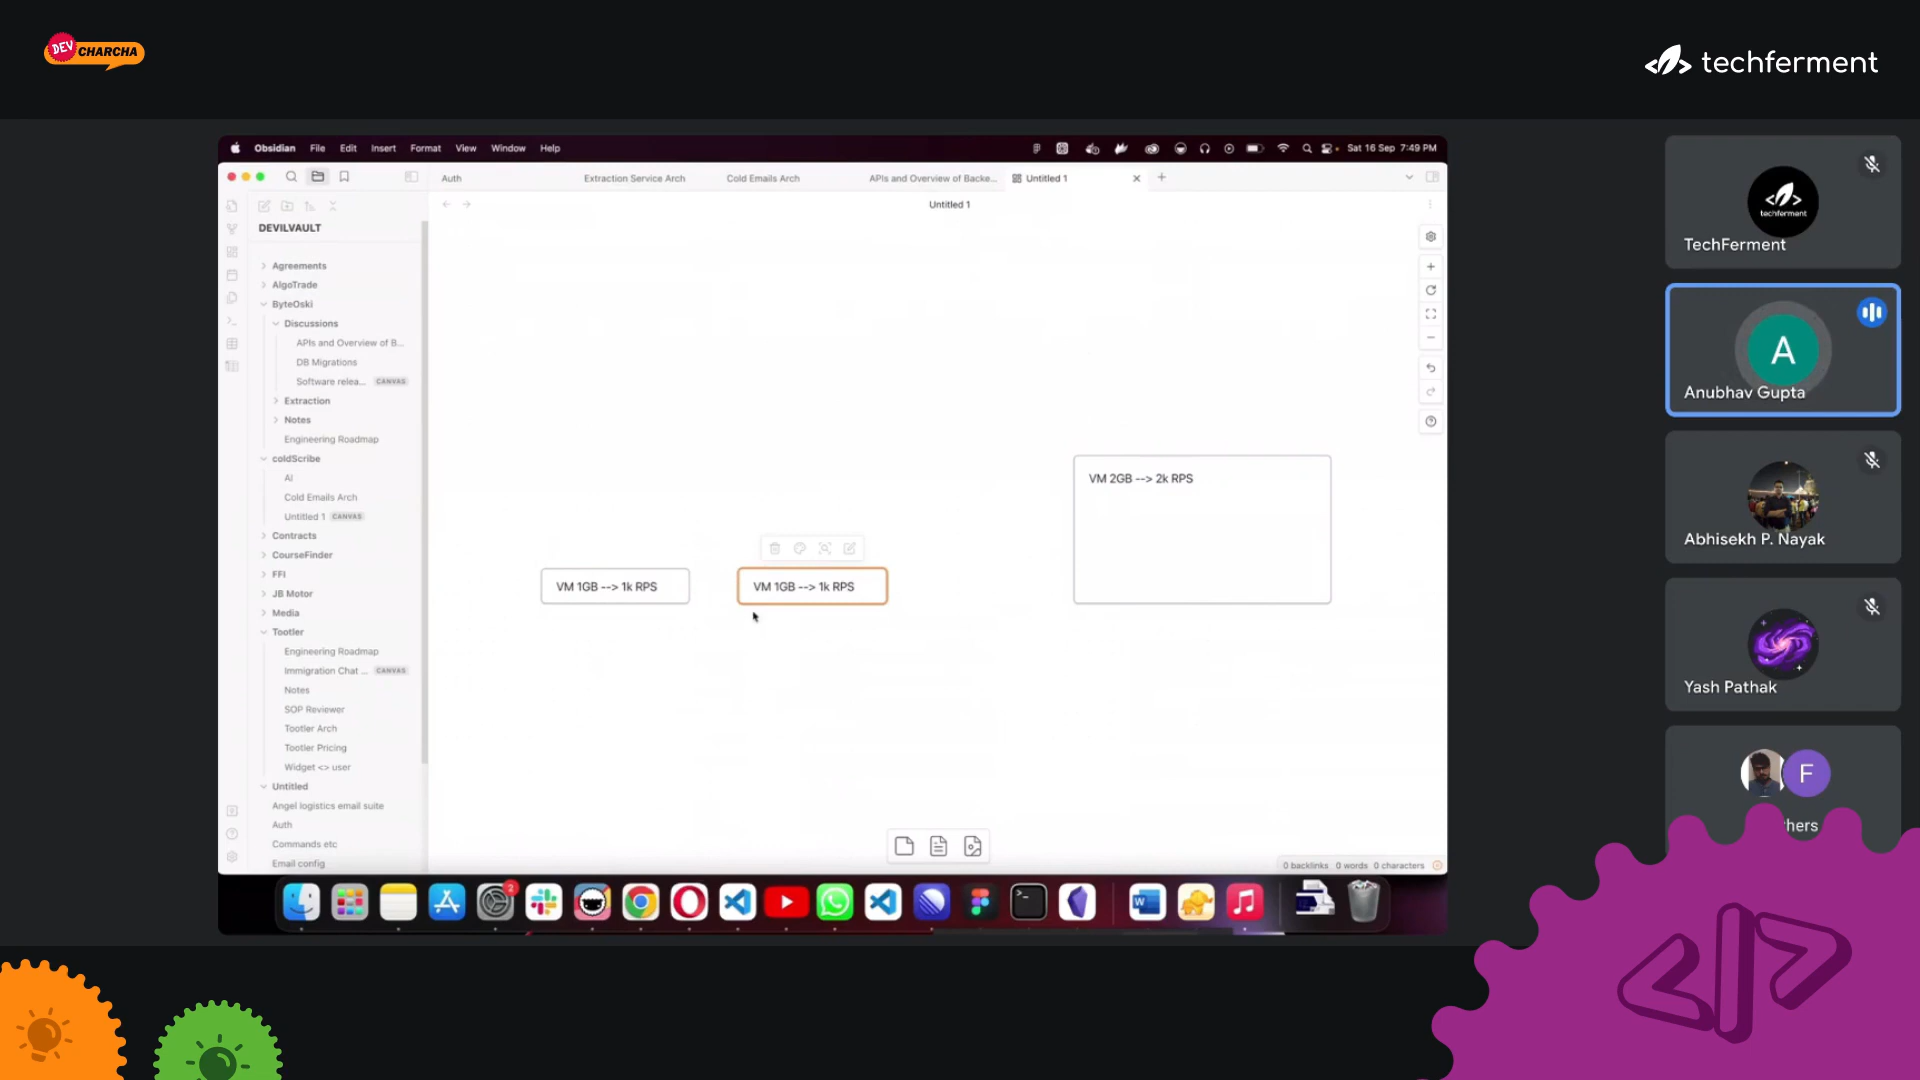 DEV CHARCHA
techferment
Obsidian File Edit Insert Format View Window Help
Sat 16 Sep 7:49 PM
Auth
Extraction Service Arch
Cold Emails Arch
APIs and Overview of Backe...
Untitled 1
Untitled 1
DEVILVAULT
Agreements
AlgoTrade
ByteOski
Discussions
APIs and Overview of B...
DB Migrations
Software relea... CANVAS
Extraction
Notes
Engineering Roadmap
coldScribe
AI
Cold Emails Arch
Untitled 1 CANVAS
Contracts
CourseFinder
FFI
JB Motor
Media
Tootler
Engineering Roadmap
Immigration Chat ... CANVAS
Notes
SOP Reviewer
Tootler Arch
Tootler Pricing
Widget <> user
Untitled
Angel logistics email suite
Auth
Commands etc
Email config
VM 1GB --> 1k RPS
VM 1GB --> 1k RPS
VM 2GB --> 2k RPS
0 backlinks 0 words 0 characters
2
W
techferment
TechFerment
A
Anubhav Gupta
Abhisekh P. Nayak
Yash Pathak
F
hers